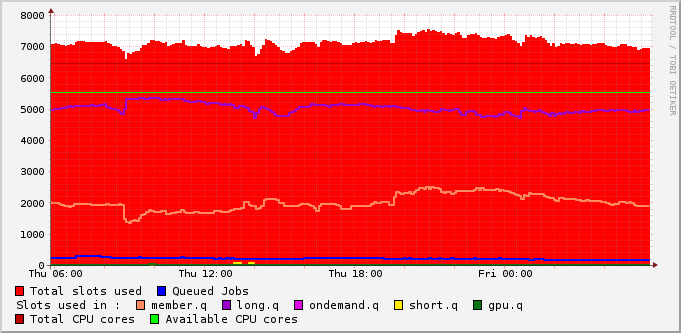 8000
7000
6000
5000
4000
3000
2000
1000
0
Thu 06:00 Thu 12:00 Thu 18:00 Fri 00:00
Total slots used Queued Jobs
Slots used in : member.q long.q ondemand.q short.q gpu.q
Total CPU cores Available CPU cores
RRDTOOL / TOBI OETIKER